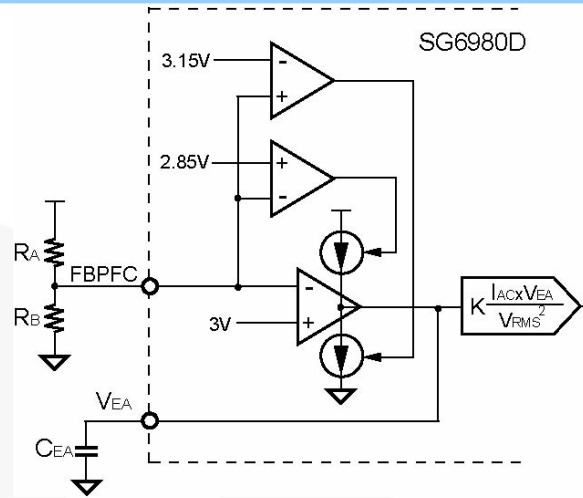 SG6980D
3.15V
-
+
2.85V
+
-
RA
FBPFC
-
RB
3V
+
K IACxVEA
VRMS2
VEA
CEA